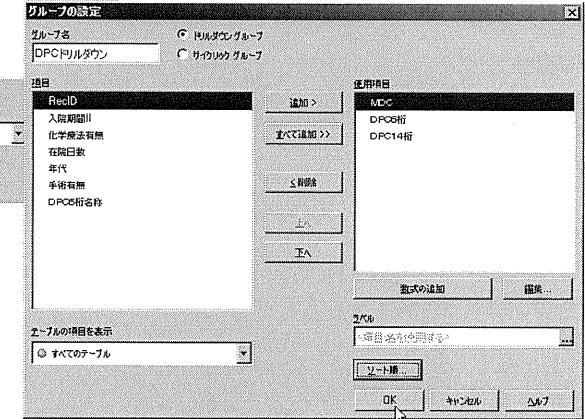 グループの設定
グループ名
DPCドリルダウン
ドリルダウン グループ
サイクリック グループ
項目
RecID
入院期間II
化学療法有無
在院日数
年代
手術有無
DPC6桁名称
追加 >
すべて追加 >>
< 削除
上へ
下へ
使用項目
MDC
DPC6桁
DPC14桁
数式の追加
編集...
ラベル
<項目名を使用する>
...
テーブルの項目を表示
すべてのテーブル
ソート順...
OK
キャンセル
ヘルプ